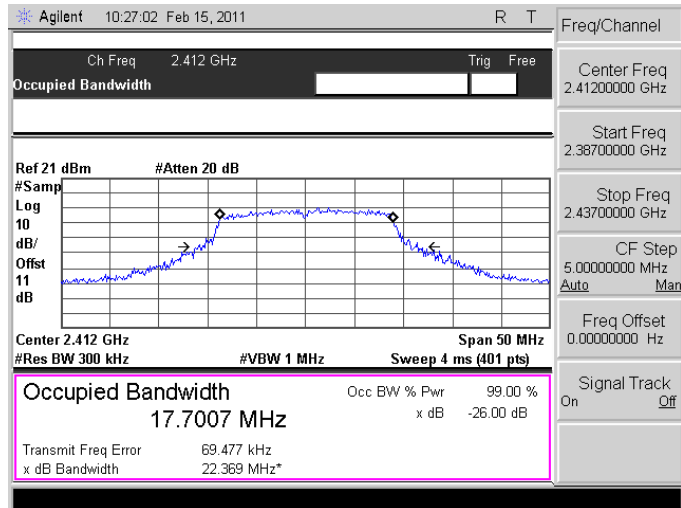 Agilent 10:27:02 Feb 15, 2011 R T
Freq/Channel
Ch Freq 2.412 GHz Trig Free
Occupied Bandwidth
Center Freq
2.41200000 GHz
Start Freq
2.38700000 GHz
Stop Freq
2.43700000 GHz
CF Step
5.00000000 MHz
Auto Man
Freq Offset
0.00000000 Hz
Signal Track
On Off
Ref 21 dBm #Atten 20 dB
#Samp
Log
10
dB/
Offst
11
dB
Center 2.412 GHz Span 50 MHz
#Res BW 300 kHz #VBW 1 MHz Sweep 4 ms (401 pts)
Occupied Bandwidth Occ BW % Pwr 99.00 %
17.7007 MHz x dB -26.00 dB
Transmit Freq Error 69.477 kHz
x dB Bandwidth 22.369 MHz*